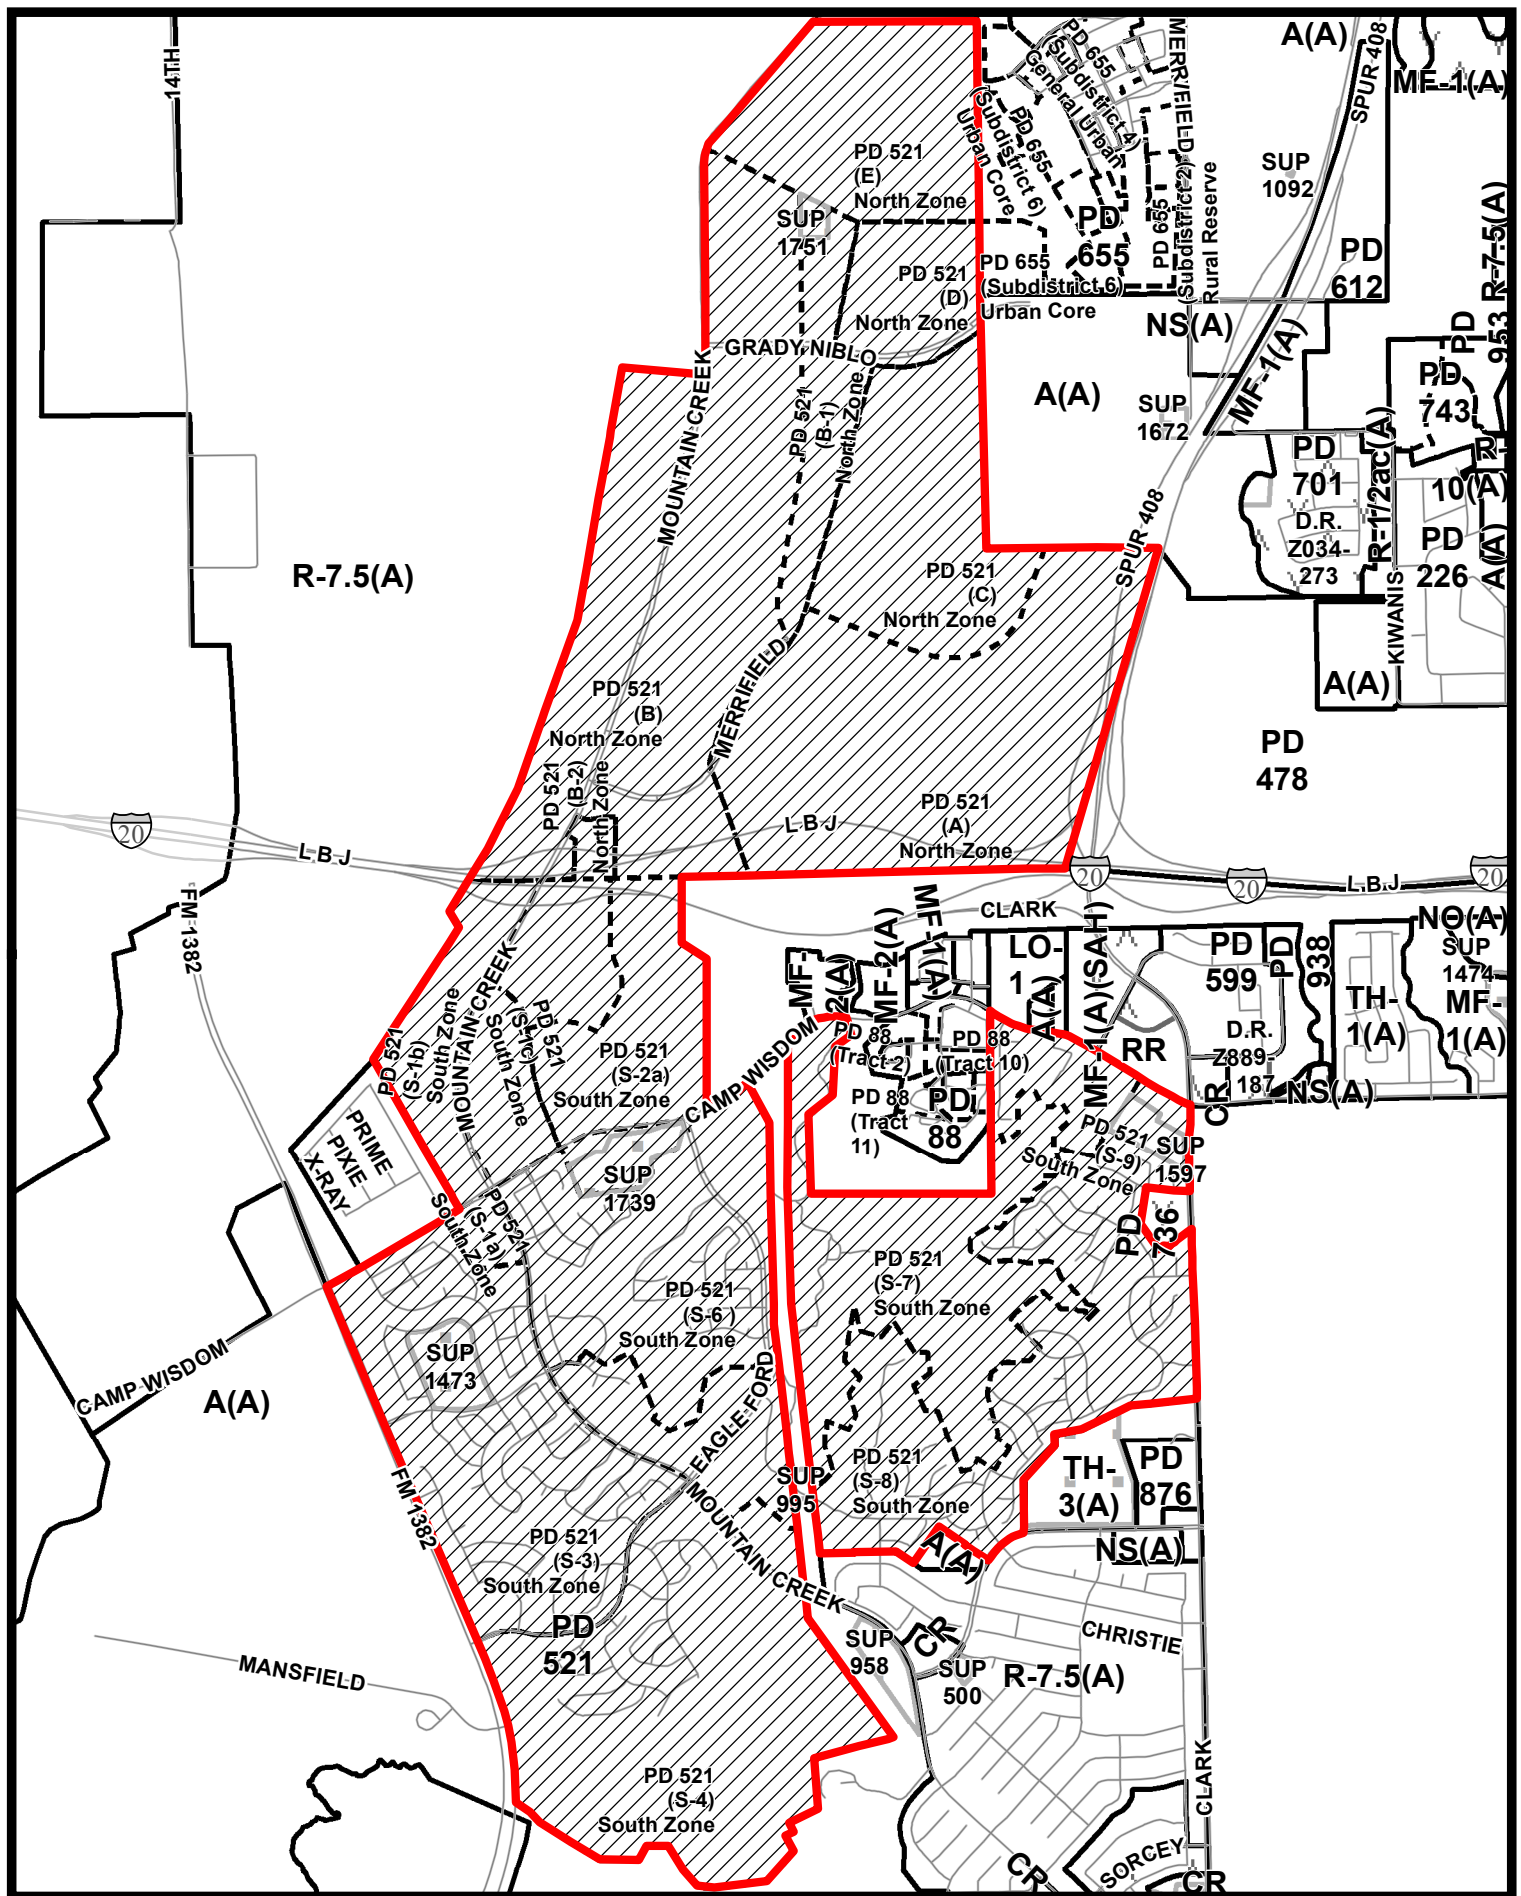 14TH
A(A)
SPUR 408
MF-1(A)
PD 655
(Subdistrict 4)
General Urban
MERRIFIELD
PD 655
(Subdistrict 6)
Urban Core
PD 521
(E)
North Zone
SUP
1092
SUP
1751
PD
655
PD 655
(Subdistrict 2)
Rural Reserve
PD
612
R-7.5(A)
PD
953
PD 521
(D)
North Zone
PD 655
(Subdistrict 6)
Urban Core
NS(A)
MF-1(A)
GRADY NIBLO
MOUNTAIN CREEK
PD 521
(B-1)
North Zone
A(A)
SUP
1672
PD
743
PD
701
D.R.
Z034-
273
R-1/2ac(A)
R-
10(A)
PD
226
A(A)
KIWANIS
R-7.5(A)
SPUR 408
PD 521
(C)
North Zone
A(A)
MERRIFIELD
PD 521
(B)
North Zone
PD
478
PD 521
(B-2)
North Zone
PD 521
(A)
North Zone
L B J
20
L B J
20
20
20
L B J
FM 1382
CLARK
MF-
2(A)
MF-2(A)
MF-1(A)
LO-
1
A(A)
MF-1(A)(SAH)
PD
599
PD
938
NO(A)
SUP
1474
MF-
1(A)
TH-
1(A)
D.R.
Z889-
187
RR
CR
NS(A)
MOUNTAIN CREEK
PD 521
(S-1b)
South Zone
PD 521
(S-1c)
South Zone
PD 521
(S-2a)
South Zone
CAMP WISDOM
PD 88
(Tract 2)
PD 88
(Tract 10)
PD 88
(Tract
11)
PD
88
PD 521
(S-9)
South Zone
SUP
1597
PD
736
PRIME
PIXIE
X-RAY
SUP
1739
PD 521
(S-1a)
South Zone
PD 521
(S-7)
South Zone
PD 521
(S-6 )
South Zone
SUP
1473
CAMP WISDOM
A(A)
EAGLE FORD
FM 1382
SUP
995
PD 521
(S-8)
South Zone
TH-
3(A)
PD
876
NS(A)
A(A)
MOUNTAIN CREEK
PD 521
(S-3)
South Zone
PD
521
CR
SUP
958
SUP
500
CHRISTIE
R-7.5(A)
MANSFIELD
PD 521
(S-4)
South Zone
CLARK
SORCEY
CR
CR